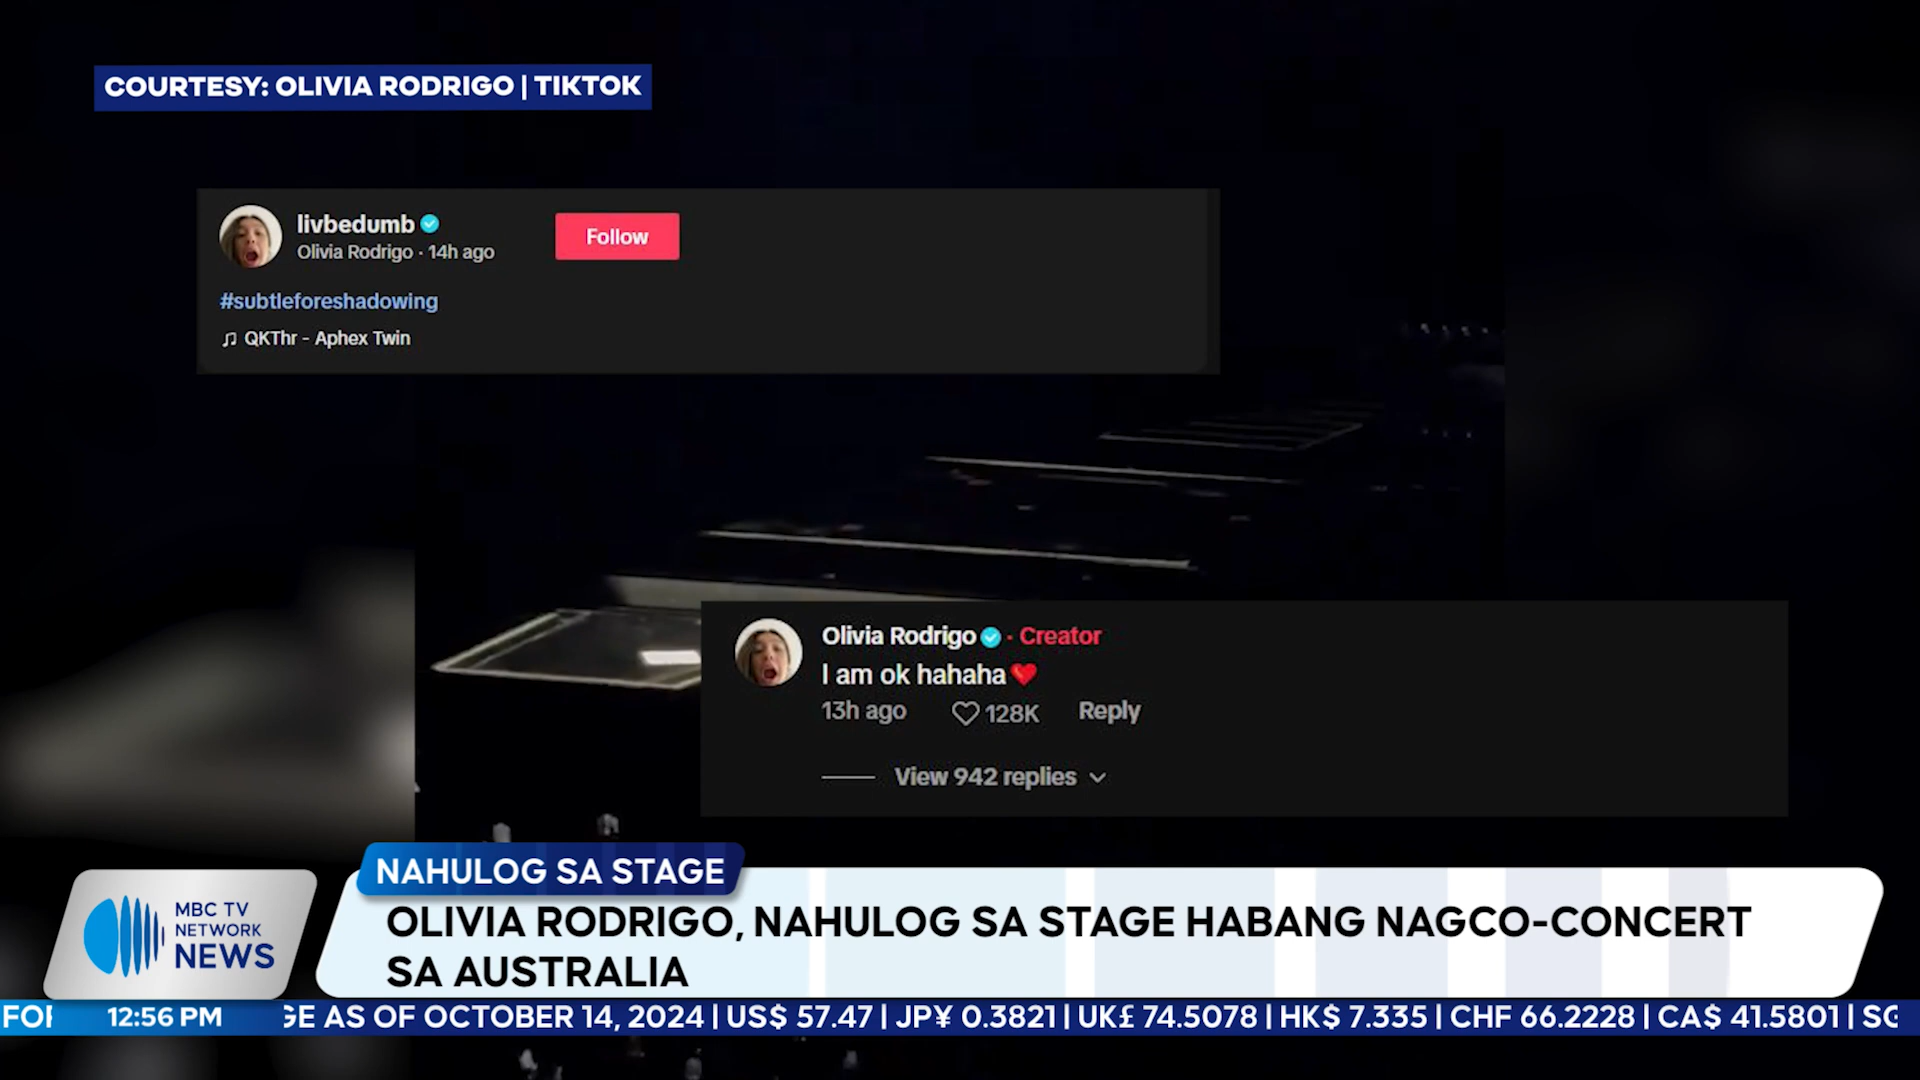 COURTESY: OLIVIA RODRIGO | TIKTOK
livbedumb
Olivia Rodrigo · 14h ago
Follow
#subtleforeshadowing
QKThr - Aphex Twin
Olivia Rodrigo · Creator
I am ok hahaha❤️
13h ago 128K Reply
View 942 replies
NAHULOG SA STAGE
OLIVIA RODRIGO, NAHULOG SA STAGE HABANG NAGCO-CONCERT
SA AUSTRALIA
MBC TV
NETWORK
NEWS
12:56 PM
AS OF OCTOBER 14, 2024 | US$ 57.47 | JP¥ 0.3821 | UK£ 74.5078 | HK$ 7.335 | CHF 66.2228 | CA$ 41.5801 |